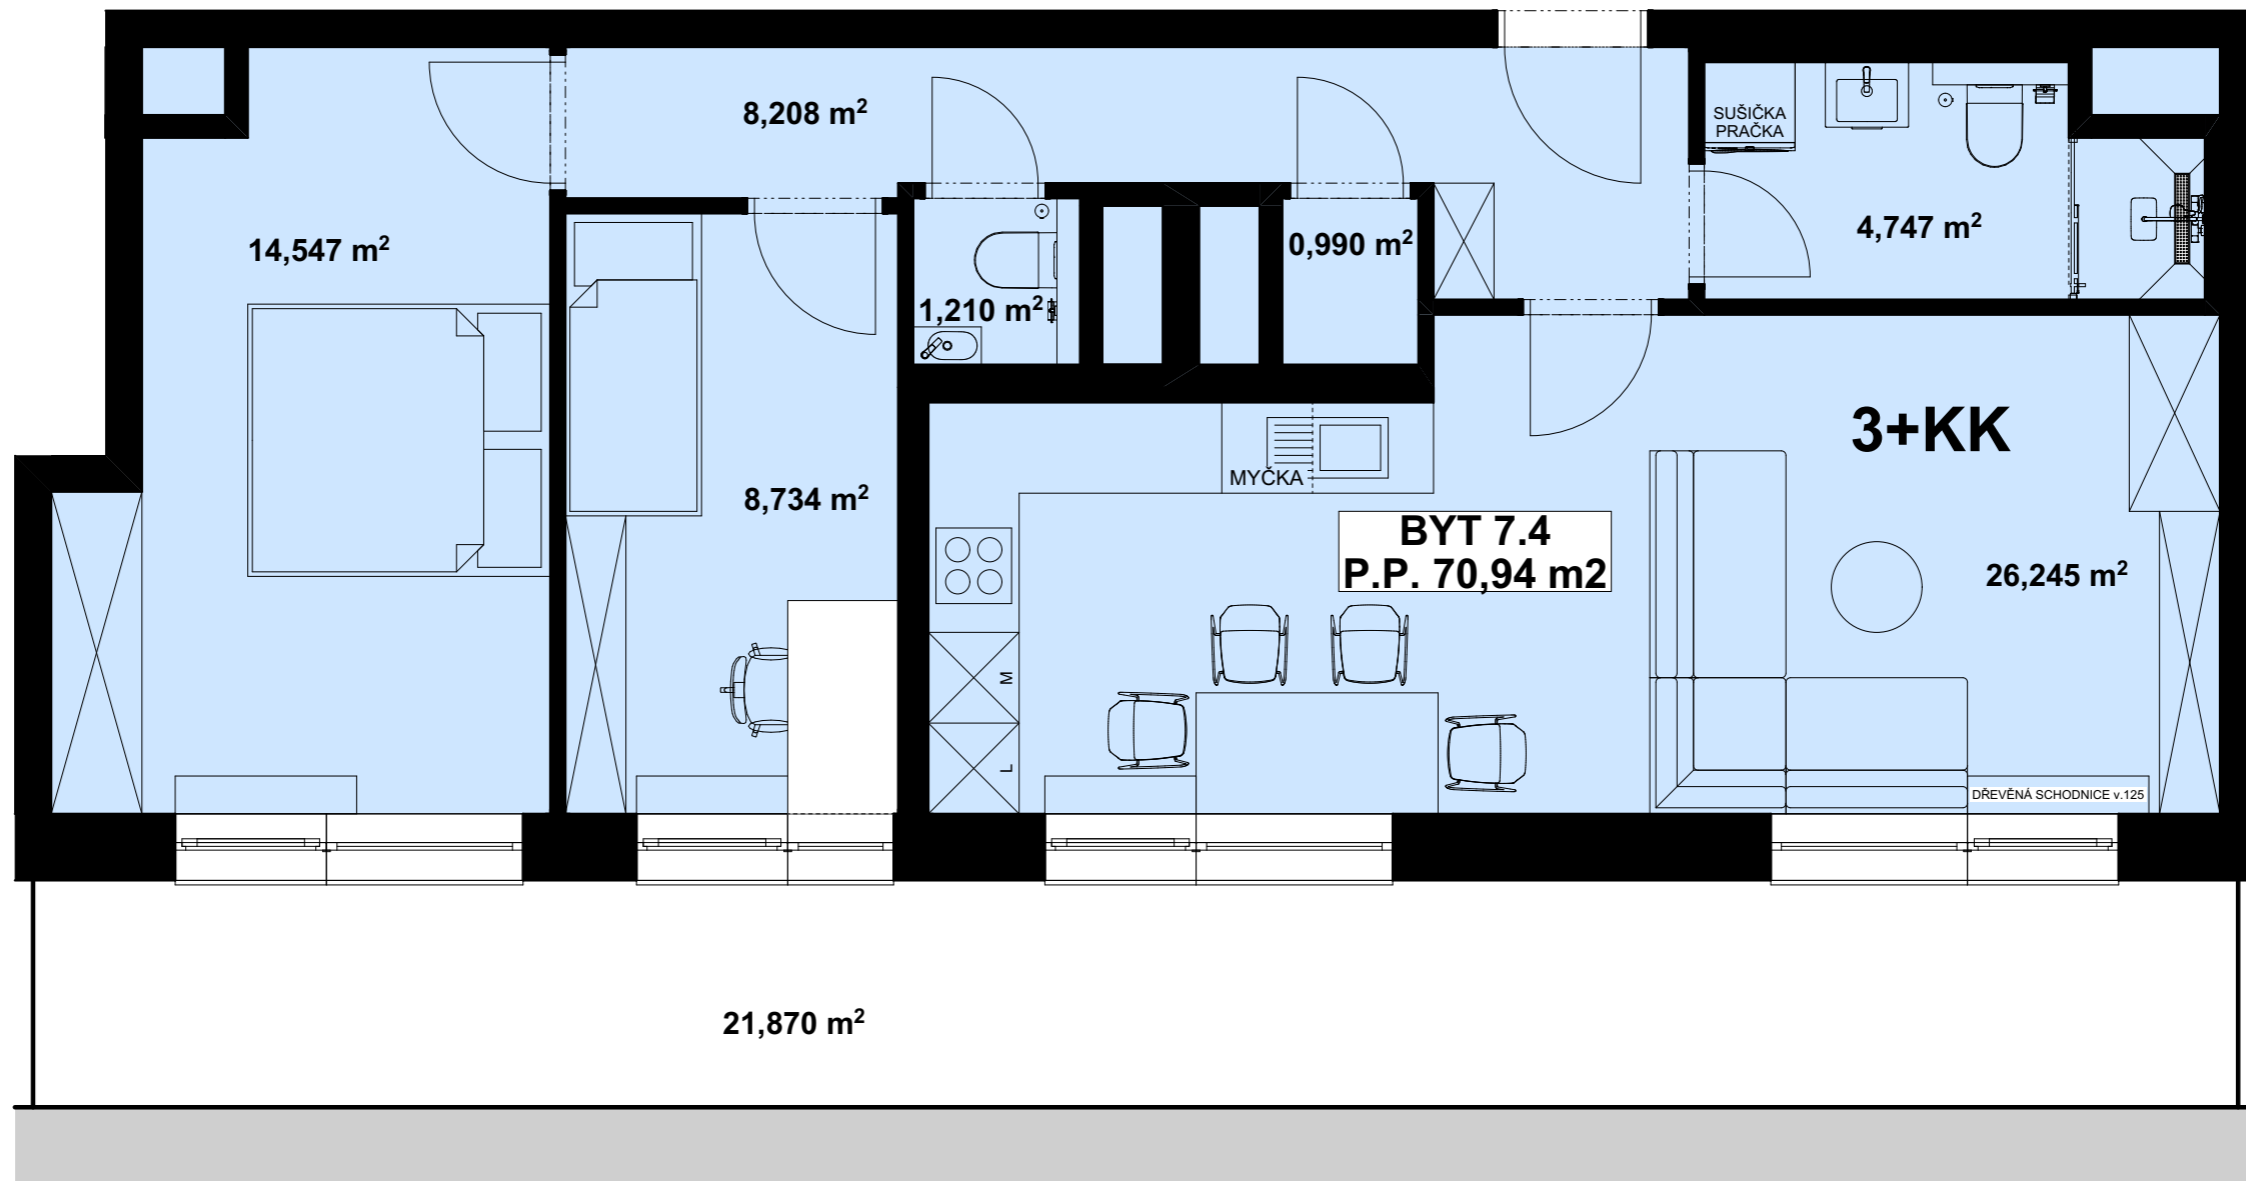 8,208 m²
SUŠIČKA
PRAČKA
14,547 m²
0,990 m²
4,747 m²
1,210 m²
3+KK
MYČKA
8,734 m²
BYT 7.4
P.P. 70,94 m2
26,245 m²
M
L
DŘEVĚNÁ SCHODNICE v.125
21,870 m²